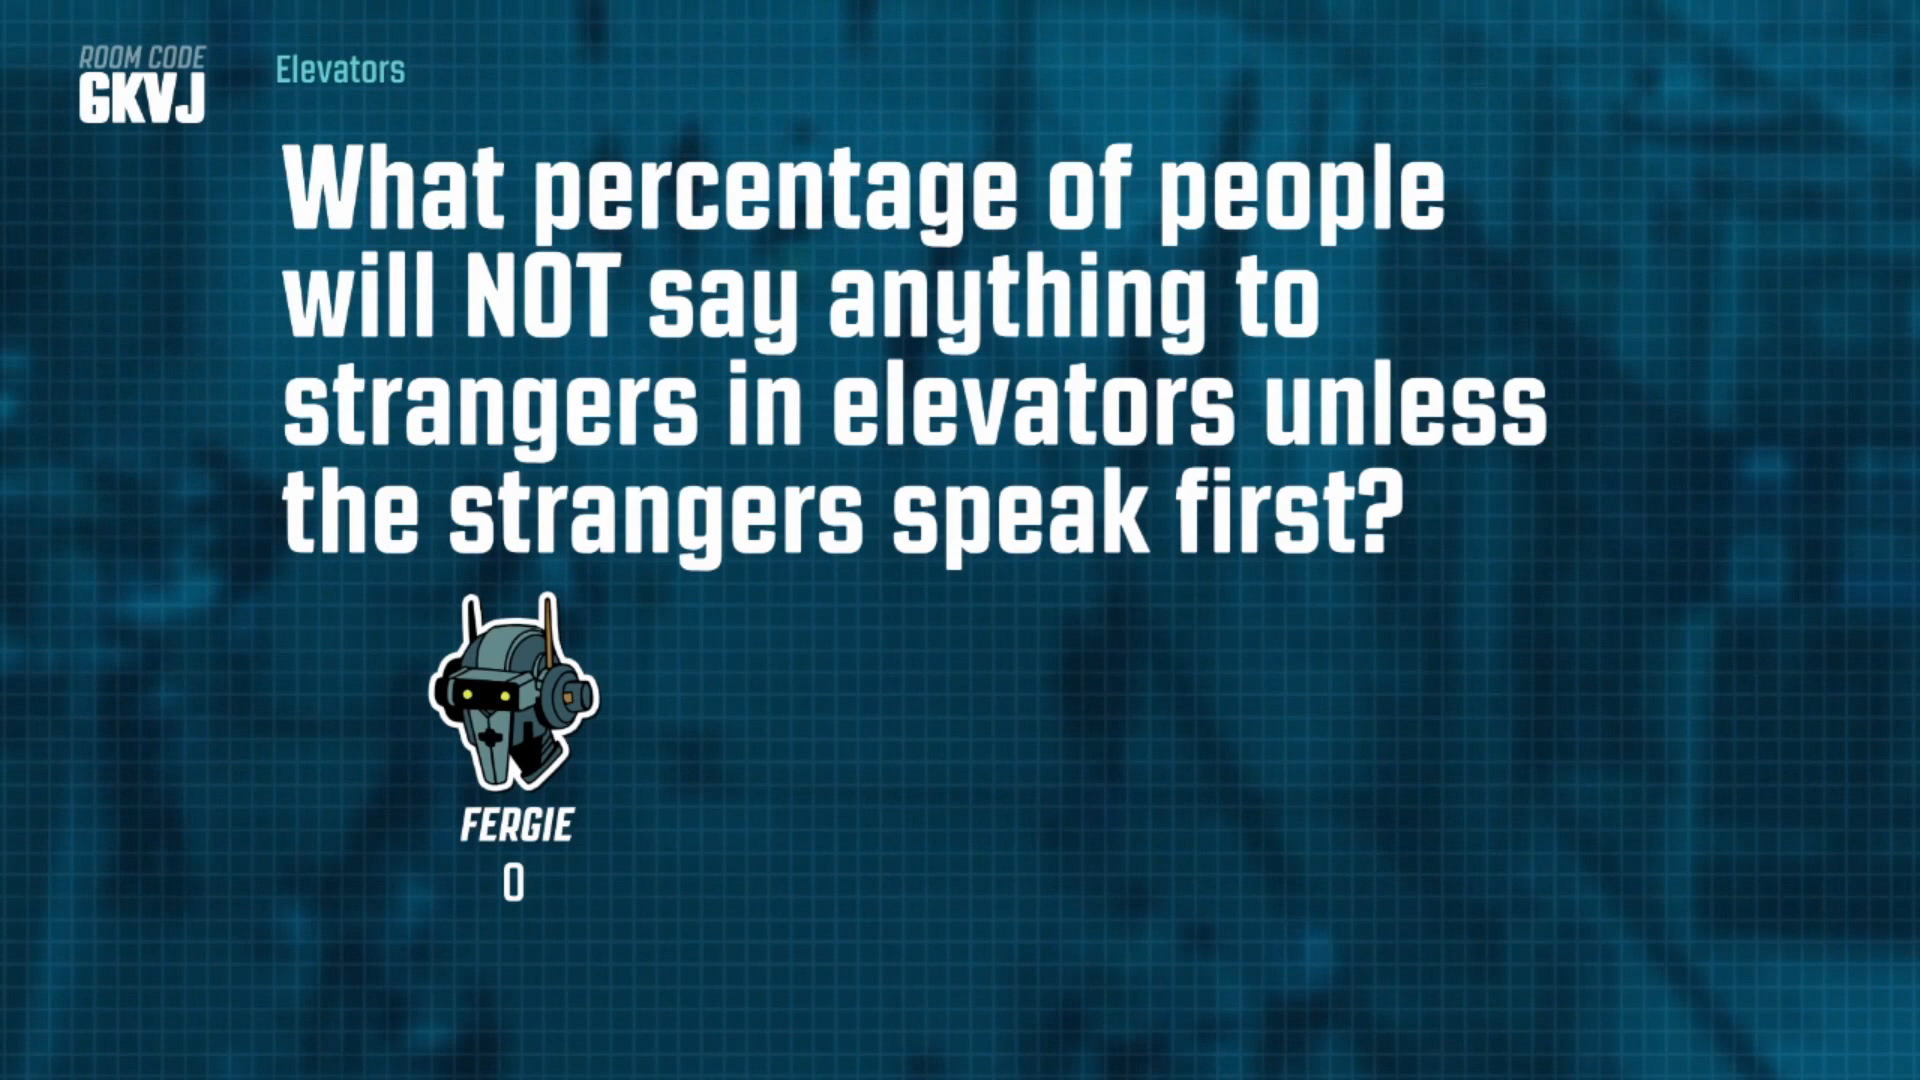 ROOM CODE
GKVJ
Elevators
What percentage of people
will NOT say anything to
strangers in elevators unless
the strangers speak first?
FERGIE
0